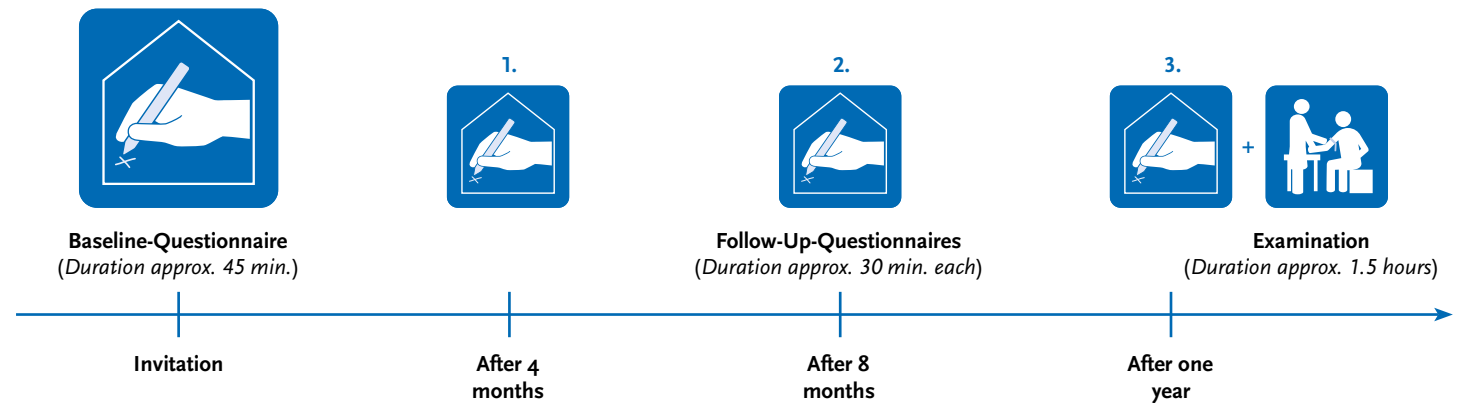 1.
2.
3.
+
Baseline-Questionnaire
(Duration approx. 45 min.)
Follow-Up-Questionnaires
(Duration approx. 30 min. each)
Examination
(Duration approx. 1.5 hours)
Invitation
After 4
months
After 8
months
After one
year